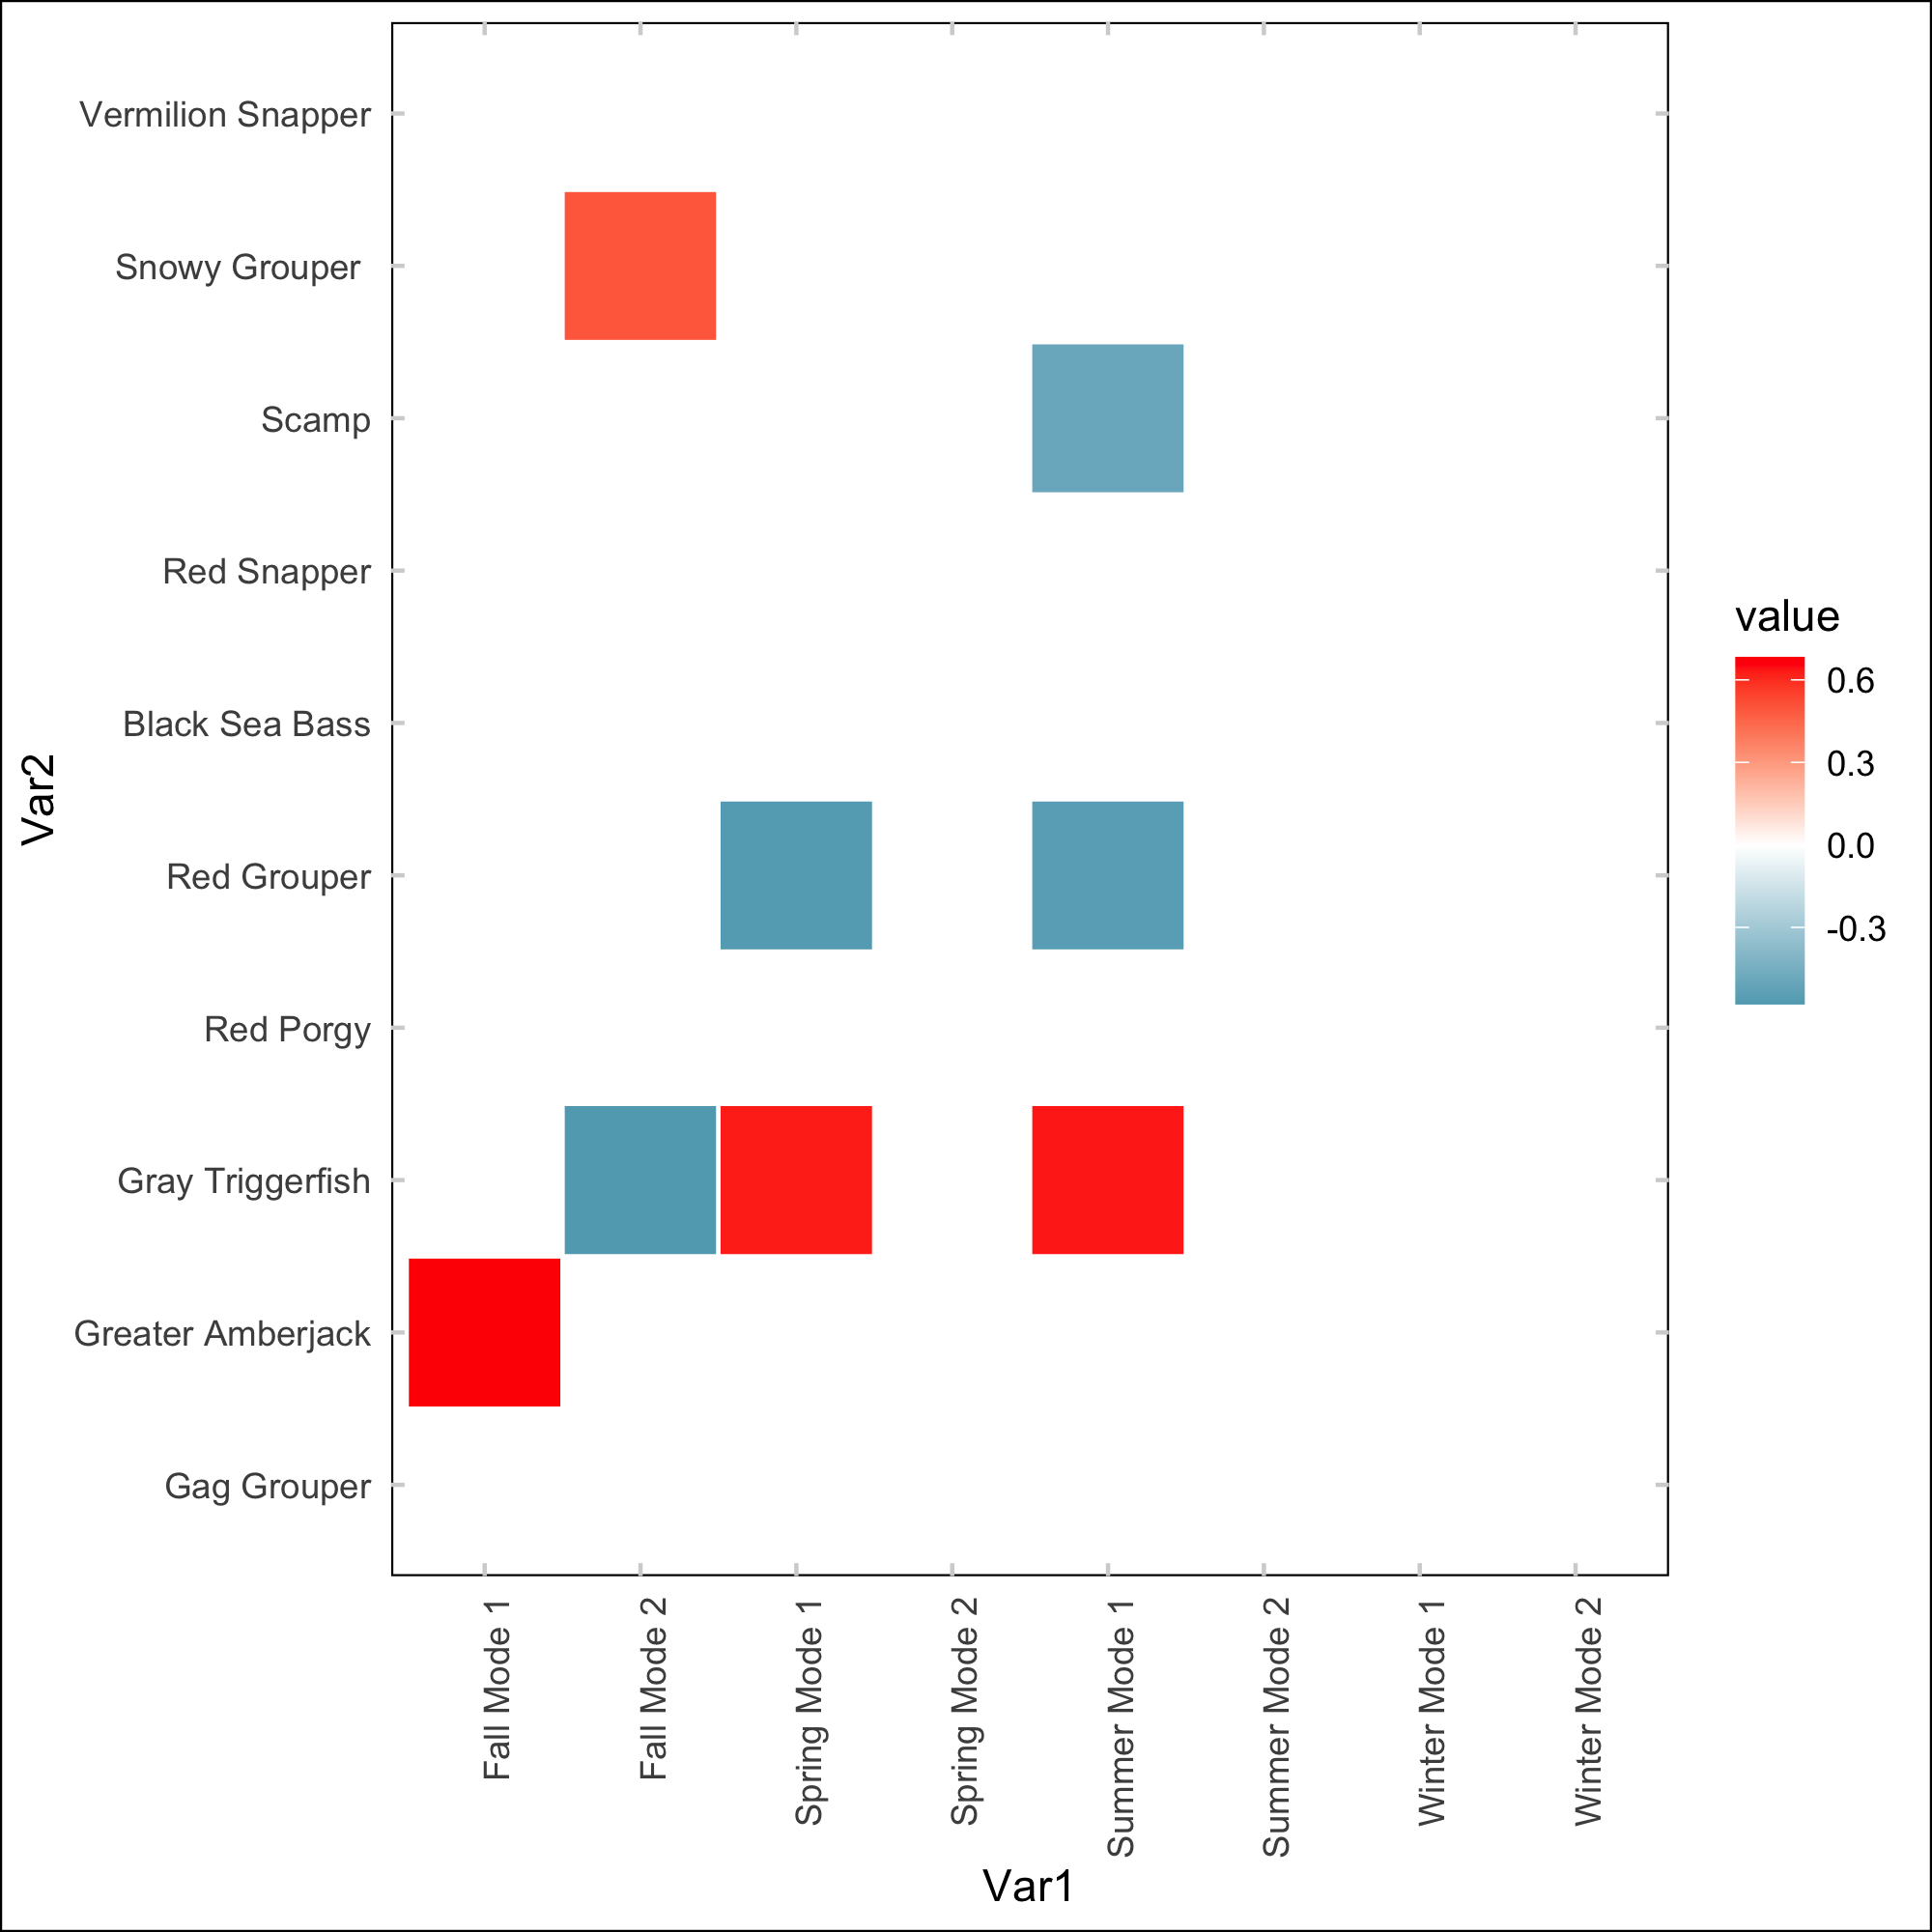 Vermilion Snapper
Snowy Grouper
Scamp
Red Snapper
Black Sea Bass
Red Grouper
Red Porgy
Gray Triggerfish
Greater Amberjack
Gag Grouper
Var2
Fall Mode 1
Fall Mode 2
Spring Mode 1
Spring Mode 2
Summer Mode 1
Summer Mode 2
Winter Mode 1
Winter Mode 2
Var1
value
0.6
0.3
0.0
-0.3